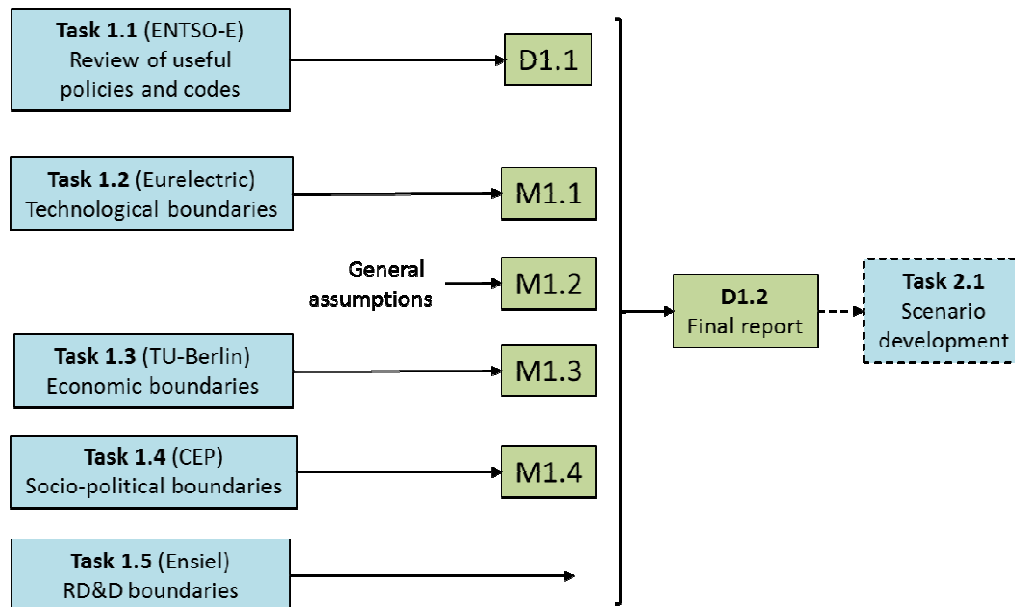 Task 1.1 (ENTSO-E)
Review of useful
policies and codes
D1.1
Task 1.2 (Eurelectric)
Technological boundaries
M1.1
General
assumptions
M1.2
Task 1.3 (TU-Berlin)
Economic boundaries
M1.3
Task 1.4 (CEP)
Socio-political boundaries
M1.4
Task 1.5 (Ensiel)
RD&D boundaries
D1.2
Final report
Task 2.1
Scenario
development